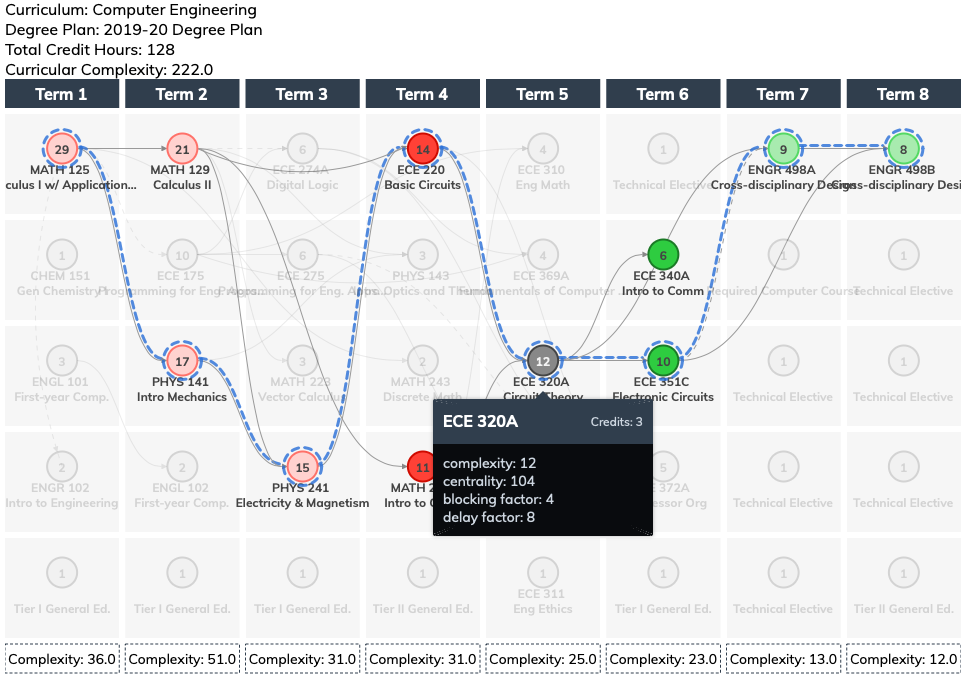 Curriculum: Computer Engineering
Degree Plan: 2019-20 Degree Plan
Total Credit Hours: 128
Curricular Complexity: 222.0
Term 1 Term 2 Term 3 Term 4 Term 5 Term 6 Term 7 Term 8
29 21 6 14 4 1 9 8
MATH 125 MATH 129 ECE 274A ECE 220 ECE 310 ENGR 498A ENGR 498B
culus I w/ Application... Calculus II Digital Logic Basic Circuits Eng Math Technical Elective Cross-disciplinary Design Cross-disciplinary Desi
1 10 6 3 4 6 1 1
CHEM 151 ECE 175 ECE 275 PHYS 143 ECE 369A ECE 340A
Gen Chemistry I Programming for Eng. Apps. Programming for Eng. Apps. Optics and Fundamentals of Computer Intro to Comm equired Computer Course Technical Elective
3 17 3 2 12 10 1 1
ENGL 101 PHYS 141 MATH 223 MATH 243 ECE 320A ECE 351C
First-year Comp. Intro Mechanics Vector Calculus Discrete Math Circuit Theory Electronic Circuits Technical Elective Technical Elective
2 2 15 11 5 1 1
ENGR 102 ENGL 102 PHYS 241 MATH 2 372A
Intro to Engineering First-year Comp. Electricity & Magnetism Intro to essor Org Technical Elective Technical Elective
ECE 320A Credits: 3
complexity: 12
centrality: 104
blocking factor: 4
delay factor: 8
1 1 1 1 1 1 1 1
ECE 311
Tier I General Ed. Tier I General Ed. Tier I General Ed. Tier II General Ed. Eng Ethics Tier I General Ed. Technical Elective Tier II General Ed.
Complexity: 36.0 Complexity: 51.0 Complexity: 31.0 Complexity: 31.0 Complexity: 25.0 Complexity: 23.0 Complexity: 13.0 Complexity: 12.0